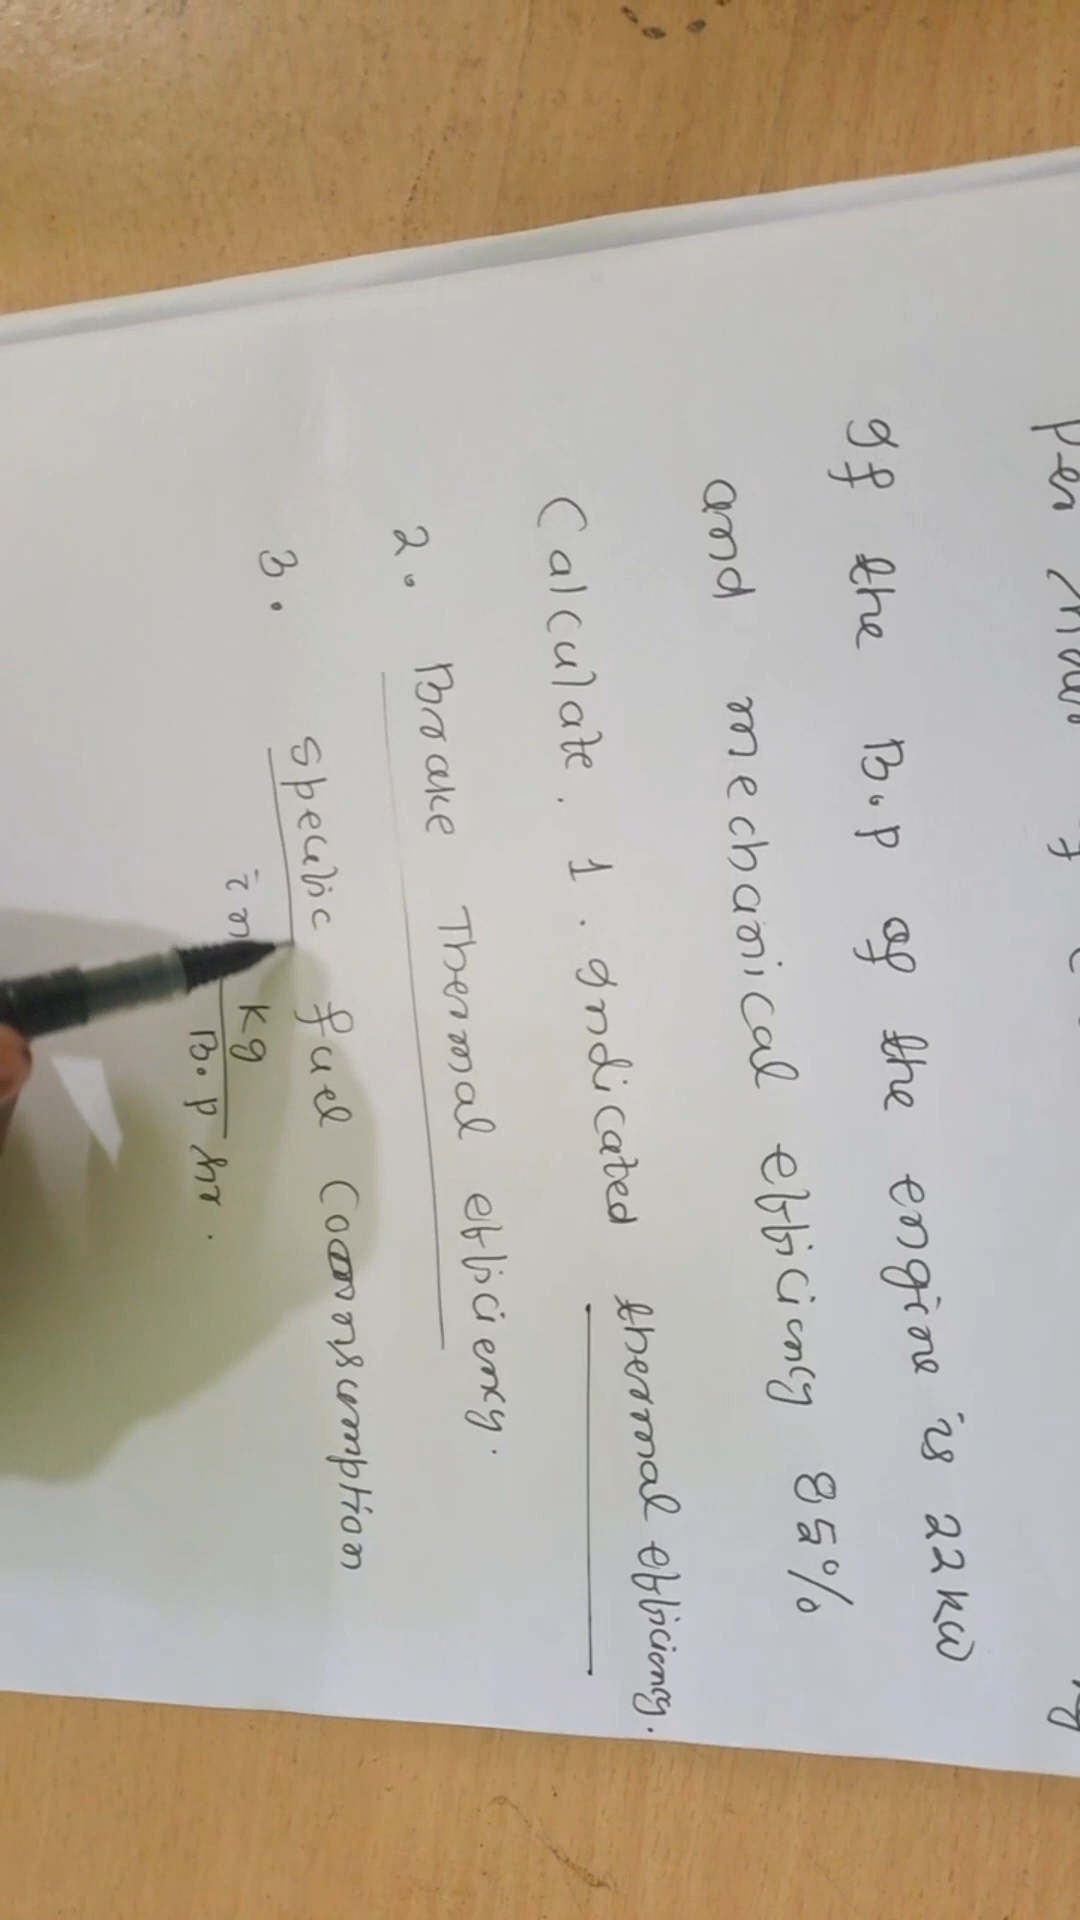 per
If the B.P of the engine is 22 kW
and mechanical efficiency 85%
Calculate. 1. Indicated thermal efficiency.
2. Brake Thermal efficiency.
3. Specific fuel Consumption
in kg
B.P hr.